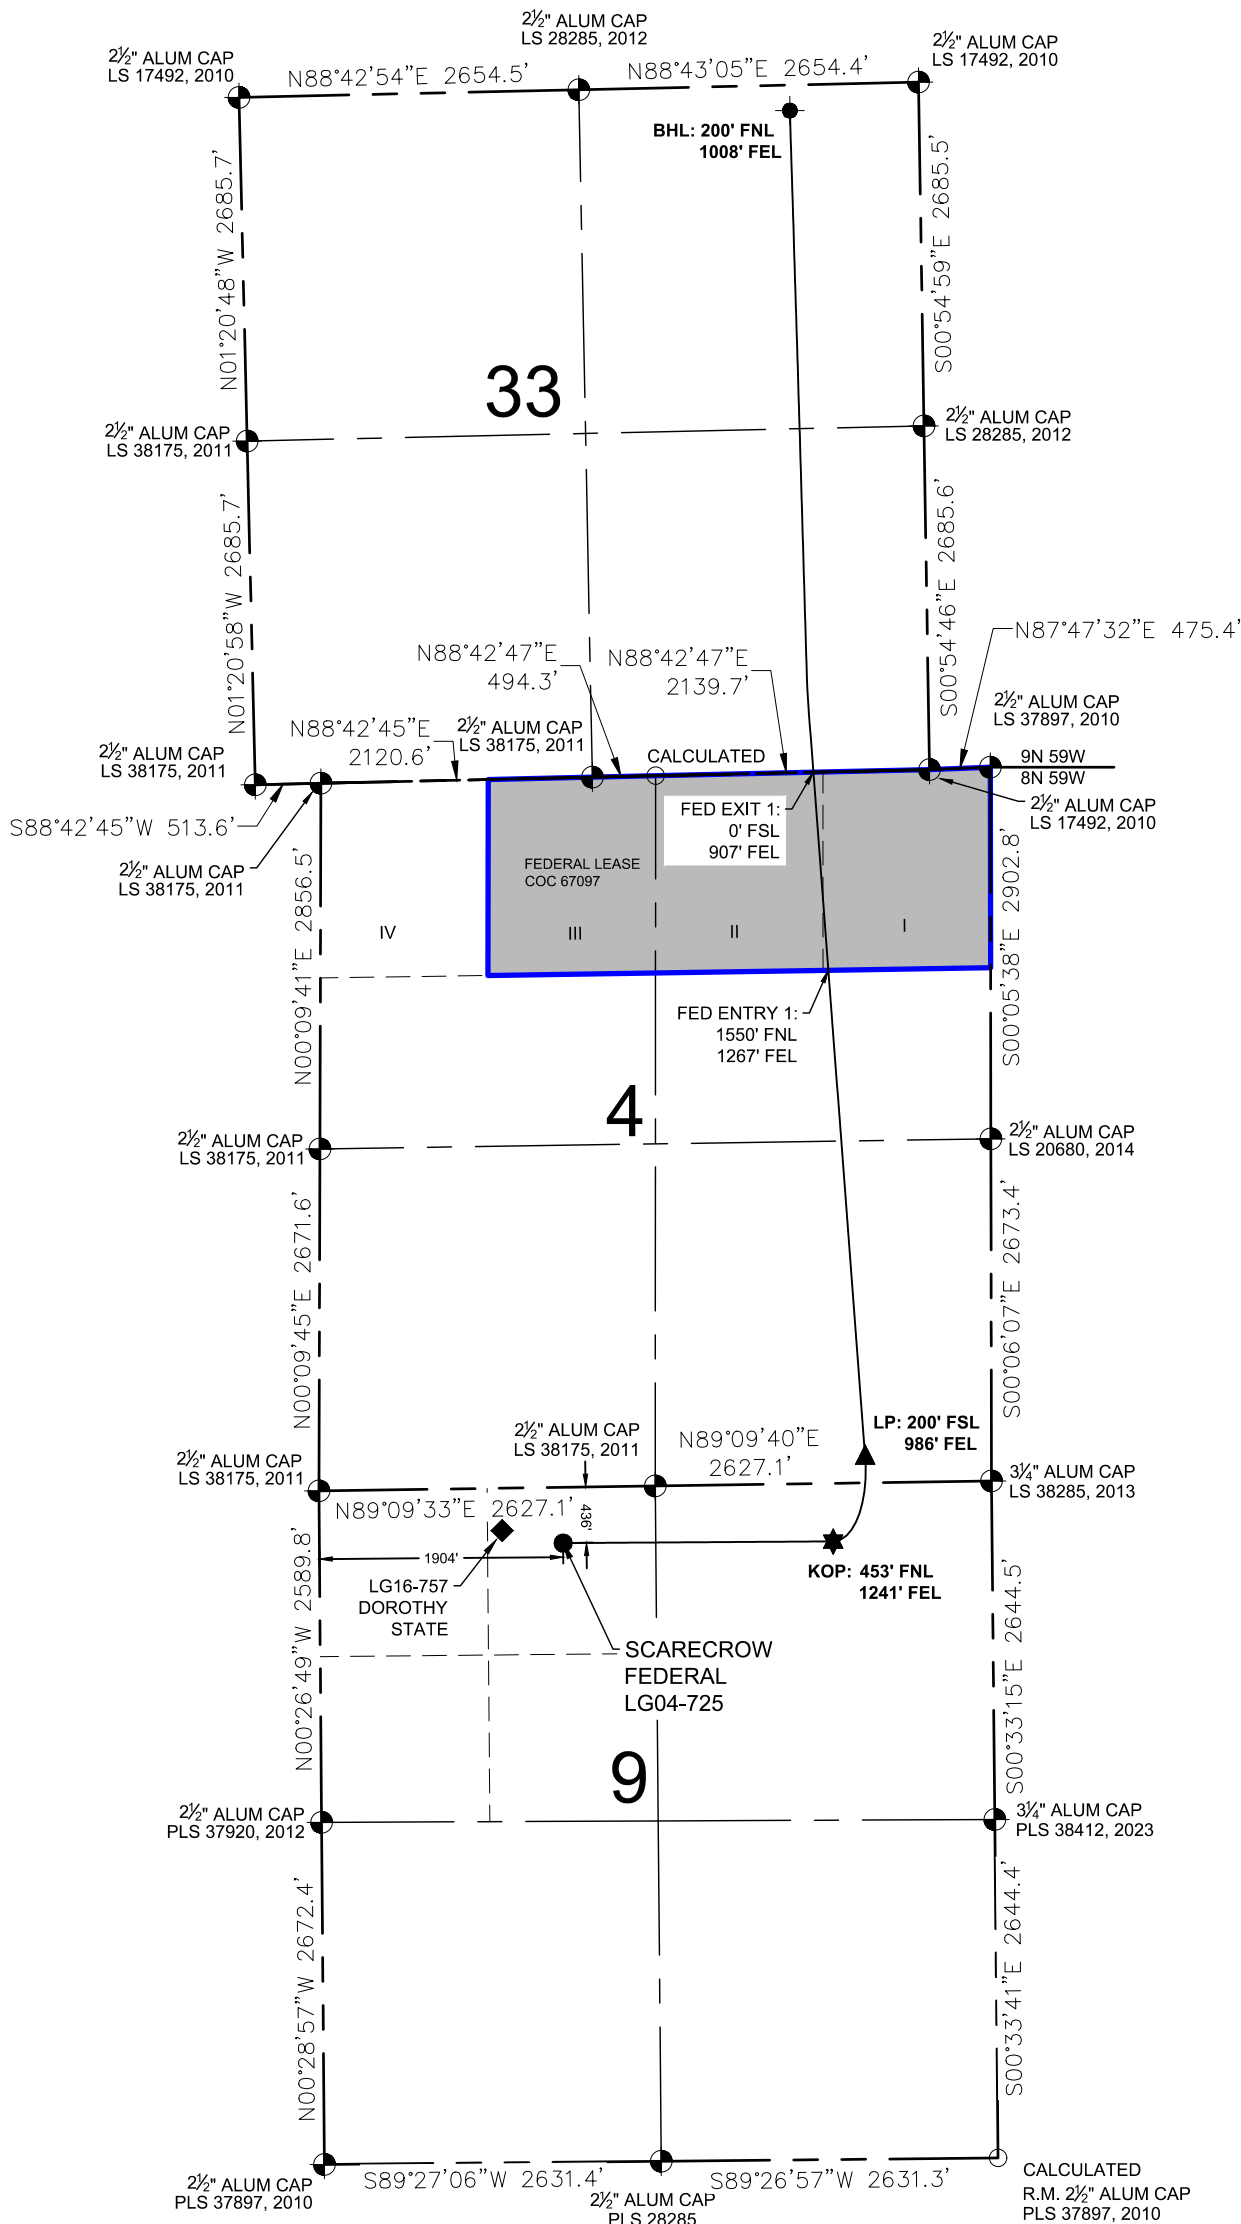 2½" ALUM CAP
LS 28285, 2012
2½" ALUM CAP
LS 17492, 2010
2½" ALUM CAP
LS 17492, 2010
N88°42'54"E 2654.5'
N88°43'05"E 2654.4'
BHL: 200' FNL
1008' FEL
N01°20'48"W 2685.7'
S00°54'59"E 2685.5'
33
2½" ALUM CAP
LS 38175, 2011
2½" ALUM CAP
LS 28285, 2012
N01°20'58"W 2685.7'
S00°54'46"E 2685.6'
N87°47'32"E 475.4'
N88°42'47"E
494.3'
N88°42'47"E
2139.7'
2½" ALUM CAP
LS 37897, 2010
N88°42'45"E
2120.6'
2½" ALUM CAP
LS 38175, 2011
2½" ALUM CAP
LS 38175, 2011
CALCULATED
9N 59W
8N 59W
S88°42'45"W 513.6'
2½" ALUM CAP
LS 17492, 2010
FED EXIT 1:
0' FSL
907' FEL
2½" ALUM CAP
LS 38175, 2011
FEDERAL LEASE
COC 67097
IV
III
II
I
N00°09'41"E 2856.5'
S00°05'38"E 2902.8'
FED ENTRY 1:
1550' FNL
1267' FEL
4
2½" ALUM CAP
LS 38175, 2011
2½" ALUM CAP
LS 20680, 2014
N00°09'45"E 2671.6'
S00°06'07"E 2673.4'
LP: 200' FSL
986' FEL
2½" ALUM CAP
LS 38175, 2011
N89°09'40"E
2627.1'
2½" ALUM CAP
LS 38175, 2011
3¼" ALUM CAP
LS 38285, 2013
N89°09'33"E 2627.1'
436'
1904'
KOP: 453' FNL
1241' FEL
LG16-757
DOROTHY
STATE
SCARECROW
FEDERAL
LG04-725
N00°26'49"W 2589.8'
S00°33'15"E 2644.5'
9
2½" ALUM CAP
PLS 37920, 2012
3¼" ALUM CAP
PLS 38412, 2023
N00°28'57"W 2672.4'
S00°33'41"E 2644.4'
2½" ALUM CAP
PLS 37897, 2010
S89°27'06"W 2631.4'
S89°26'57"W 2631.3'
2½" ALUM CAP
PLS 28285
CALCULATED
R.M. 2½" ALUM CAP
PLS 37897, 2010